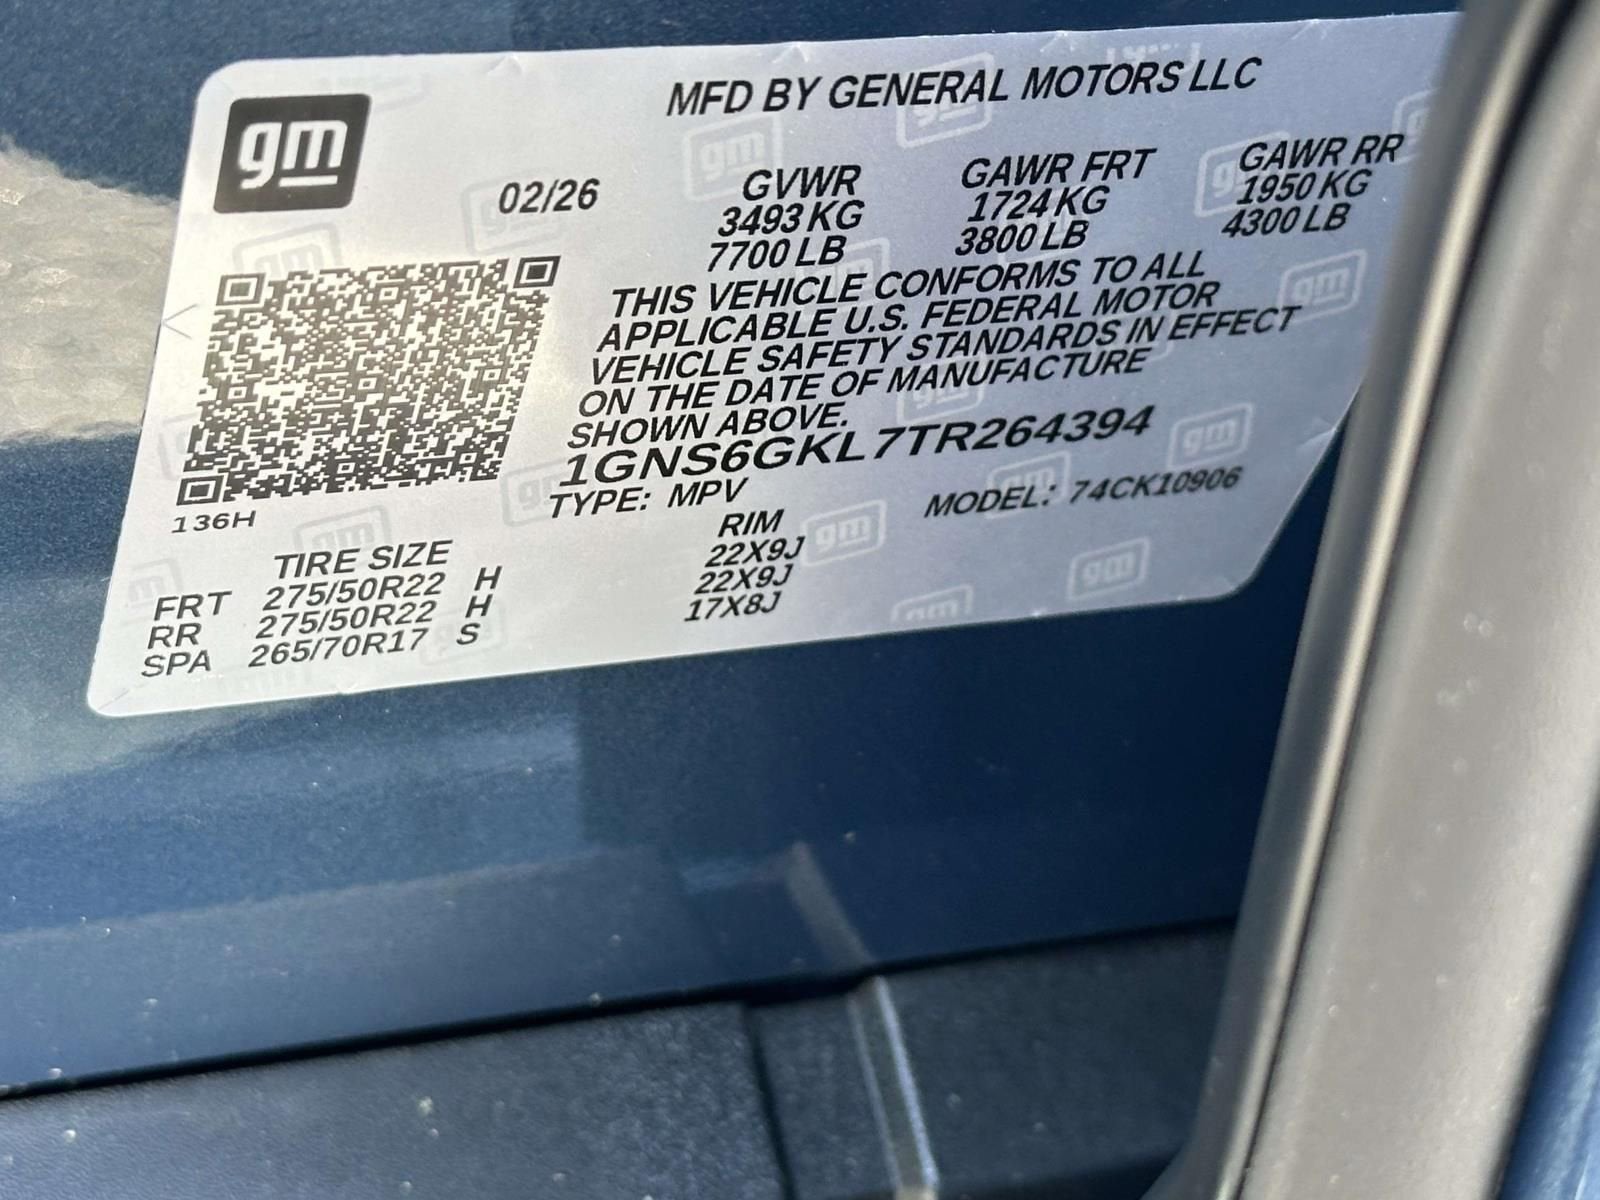 gm
MFD BY GENERAL MOTORS LLC
02/26 GVWR GAWR FRT GAWR RR
3493 KG 1724 KG 1950 KG
7700 LB 3800 LB 4300 LB
THIS VEHICLE CONFORMS TO ALL
APPLICABLE U.S. FEDERAL MOTOR
VEHICLE SAFETY STANDARDS IN EFFECT
ON THE DATE OF MANUFACTURE
SHOWN ABOVE.
1GNS6GKL7TR264394
TYPE: MPV MODEL: 74CK10906
136H
TIRE SIZE RIM
FRT 275/50R22 H 22X9J
RR 275/50R22 H 22X9J
SPA 265/70R17 S 17X8J